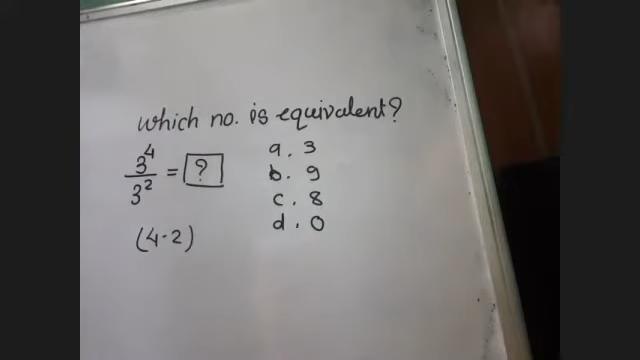 which no. is equivalent?
3^4/3^2 = ?
a. 3
b. 9
c. 8
d. 0
(4-2)